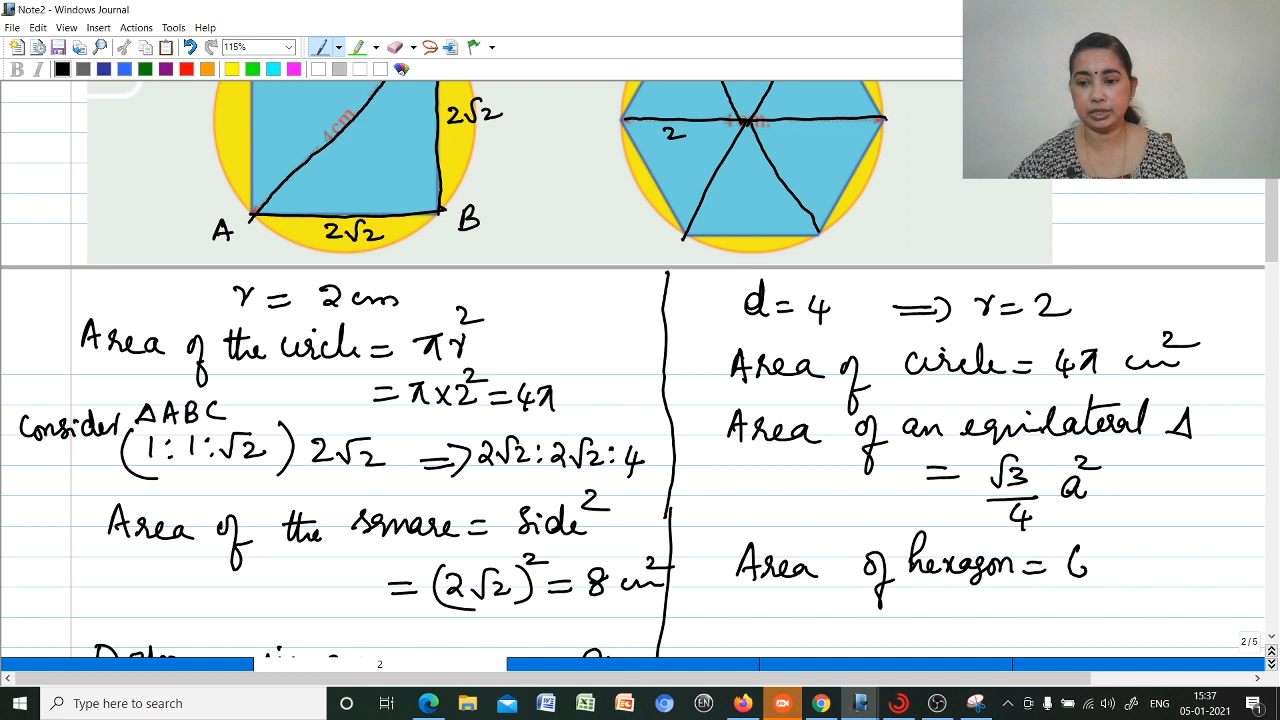 Note2 - Windows Journal
File Edit View Insert Actions Tools Help
115%
B I
4cm
2√2
A
2√2
B
2
r = 2 cm
Area of the circle = πr²
= π×2² = 4π
Consider △ABC
(1:1:√2) 2√2 ⟹ 2√2:2√2:4
Area of the square = side²
= (2√2)² = 8 cm²
d = 4 ⟹ r = 2
Area of circle = 4π cm²
Area of an equilateral △
= √3/4 a²
Area of hexagon = 6
2/5
2
Type here to search
EN
ENG
15:37
05-01-2021